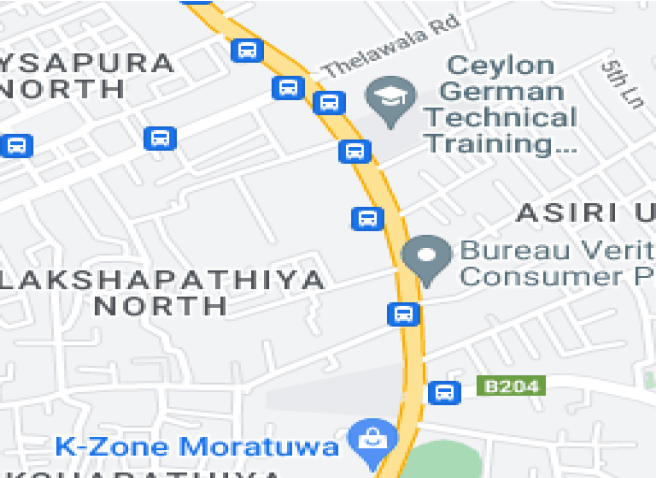 Thelawala Rd
YSAPURA
NORTH
Ceylon
German
Technical
Training...
5th Ln
ASIRI U
Bureau Verit
Consumer P
LAKSHAPATHIYA
NORTH
B204
K-Zone Moratuwa
KSHAPATHIYA